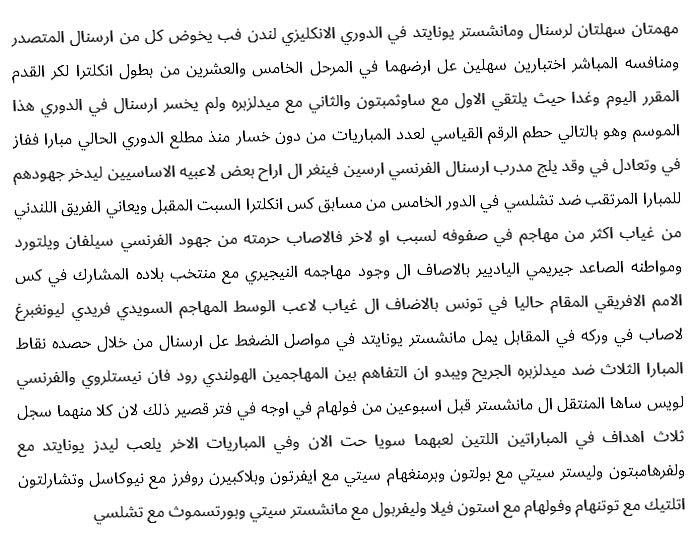 مهمتان سهلتان لرسنال ومانشستر يونايتد في الدوري الانكليزي لندن فب يخوض كل من ارسنال المتصدر
ومنافسه المباشر اختبارين سهلين عل ارضهما في المرحل الخامس والعشرين من بطول انكلترا لكر القدم
المقرر اليوم وغدا حيث يلتقي الاول مع ساوثمبتون والثاني مع ميدلزبره ولم يخسر ارسنال في الدوري هذا
الموسم وهو بالتالي حطم الرقم القياسي لعدد المباريات من دون خسار منذ مطلع الدوري الحالي مبارا ففاز
في وتعادل في وقد يلج مدرب ارسنال الفرنسي ارسين فينغر ال اراح بعض لاعبيه الاساسيين ليدخر جهودهم
للمبارا المرتقب ضد تشلسي في الدور الخامس من مسابق كس انكلترا السبت المقبل ويعاني الفريق اللندني
من غياب اكثر من مهاجم في صفوفه لسبب او لاخر فالاصاب حرمته من جهود الفرنسي سيلفان ويلتورد
ومواطنه الصاعد جيريمي الياديير بالاصاف ال وجود مهاجمه النيجيري مع منتخب بلاده المشارك في كس
الامم الافريقي المقام حاليا في تونس بالاضاف ال غياب لاعب الوسط المهاجم السويدي فريدي ليونغبرغ
لاصاب في وركه في المقابل يمل مانشستر يونايتد في مواصل الضغط عل ارسنال من خلال حصده نقاط
المبارا الثلاث ضد ميدلزبره الجريح ويبدو ان التفاهم بين المهاجمين الهولندي رود فان نيستلروي والفرنسي
لويس ساها المنتقل ال مانشستر قبل اسبوعين من فولهام في اوجه في فتر قصير ذلك لان كلا منهما سجل
ثلاث اهداف في المباراتين اللتين لعبهما سويا حت الان وفي المباريات الاخر يلعب ليدز يونايتد مع
ولفرهامبتون وليستر سيتي مع بولتون وبرمنغهام سيتي مع ايفرتون وبلاكبيرن روفرز مع نيوكاسل وتشارلتون
اتلتيك مع توتنهام وفولهام مع استون فيلا وليفربول مع مانشستر سيتي وبورتسموث مع تشلسي